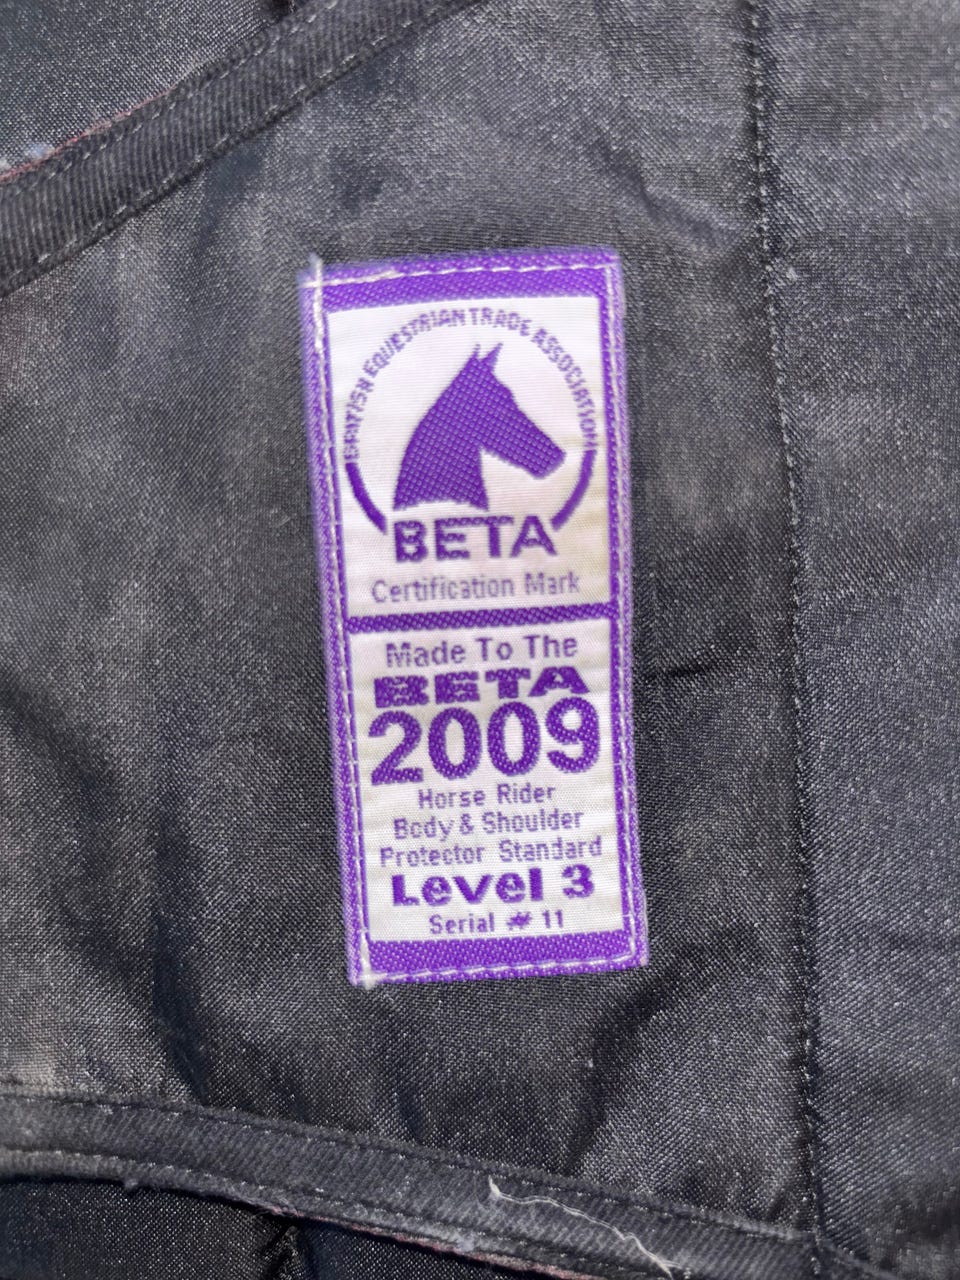 BRITISH EQUESTRIAN TRADE ASSOCIATION
BETA
Certification Mark
Made To The
BETA
2009
Horse Rider
Body & Shoulder
Protector Standard
Level 3
Serial # 11